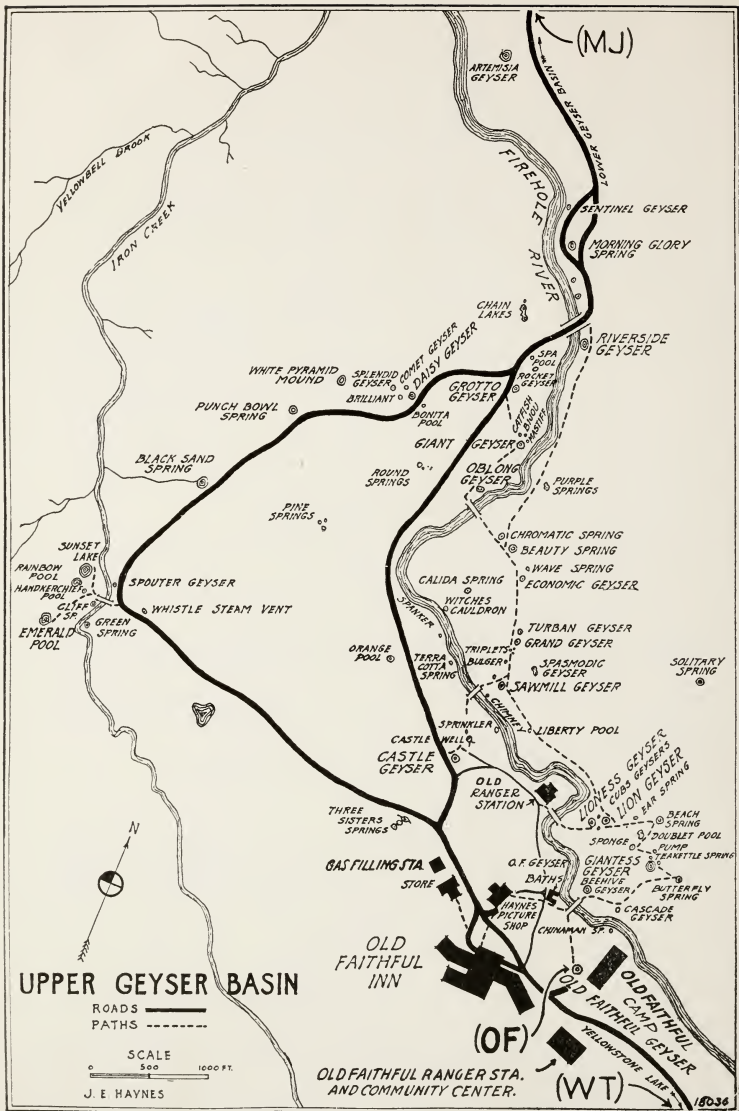 (MJ)
ARTEMISIA
GEYSER
LOWER GEYSER BASIN
YELLOWBELL BROOK
IRON CREEK
FIREHOLE
RIVER
SENTINEL GEYSER
MORNING GLORY
SPRING
CHAIN
LAKES
RIVERSIDE
GEYSER
SPA
POOL
ROCKET
GEYSER
GROTTO
GEYSER
WHITE PYRAMID
MOUND
SPLENDID
GEYSER
COMET GEYSER
DAISY GEYSER
BRILLIANT
BONITA
POOL
PUNCH BOWL
SPRING
CATFISH
BIJOU
MASTIFF
GIANT
GEYSER
BLACK SAND
SPRING
ROUND
SPRINGS
OBLONG
GEYSER
PURPLE
SPRINGS
PINE
SPRINGS
CHROMATIC SPRING
BEAUTY SPRING
SUNSET
LAKE
RAINBOW
POOL
HANDKERCHIEF
POOL
CLIFF
SP.
EMERALD
POOL
GREEN
SPRING
SPOUTER GEYSER
WHISTLE STEAM VENT
WAVE SPRING
ECONOMIC GEYSER
CALIDA SPRING
WITCHES
CAULDRON
SPANKER
TURBAN GEYSER
GRAND GEYSER
ORANGE
POOL
TERRA
COTTA
SPRING
TRIPLETS
BULGER
SPASMODIC
GEYSER
SAWMILL GEYSER
SOLITARY
SPRING
CHIMNEY
SPRINKLER
LIBERTY POOL
CASTLE WELL
CASTLE
GEYSER
OLD
RANGER
STATION
LIONESS GEYSER
CUBS GEYSERS
LION GEYSER
EAR SPRING
BEACH
SPRING
DOUBLET POOL
SPONGE
PUMP
TEAKETTLE SPRING
GIANTESS
GEYSER
BEEHIVE
GEYSER
BUTTERFLY
SPRING
CASCADE
GEYSER
THREE
SISTERS
SPRINGS
GAS FILLING STA.
STORE
O.F. GEYSER
BATHS
HAYNES
PICTURE
SHOP
CHINAMAN SP.
OLD
FAITHFUL
INN
OLD FAITHFUL
CAMP
OLD FAITHFUL GEYSER
(OF)
N
UPPER GEYSER BASIN
ROADS
PATHS
SCALE
0 500 1000 FT.
J. E. HAYNES
OLD FAITHFUL RANGER STA.
AND COMMUNITY CENTER.
(WT)
YELLOWSTONE LAKE
15036